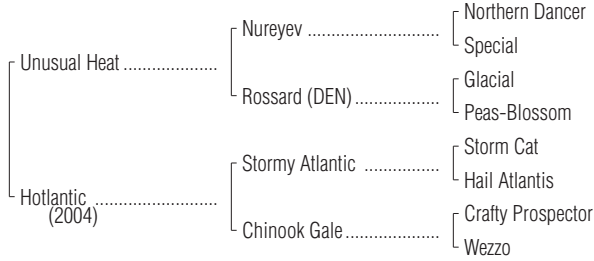 Northern Dancer
Nureyev ............................
Special
Unusual Heat ....................
Glacial
Rossard (DEN) ..................
Peas-Blossom
Storm Cat
Stormy Atlantic ................
Hail Atlantis
Hotlantic ..........................
(2004)
Crafty Prospector
Chinook Gale ....................
Wezzo